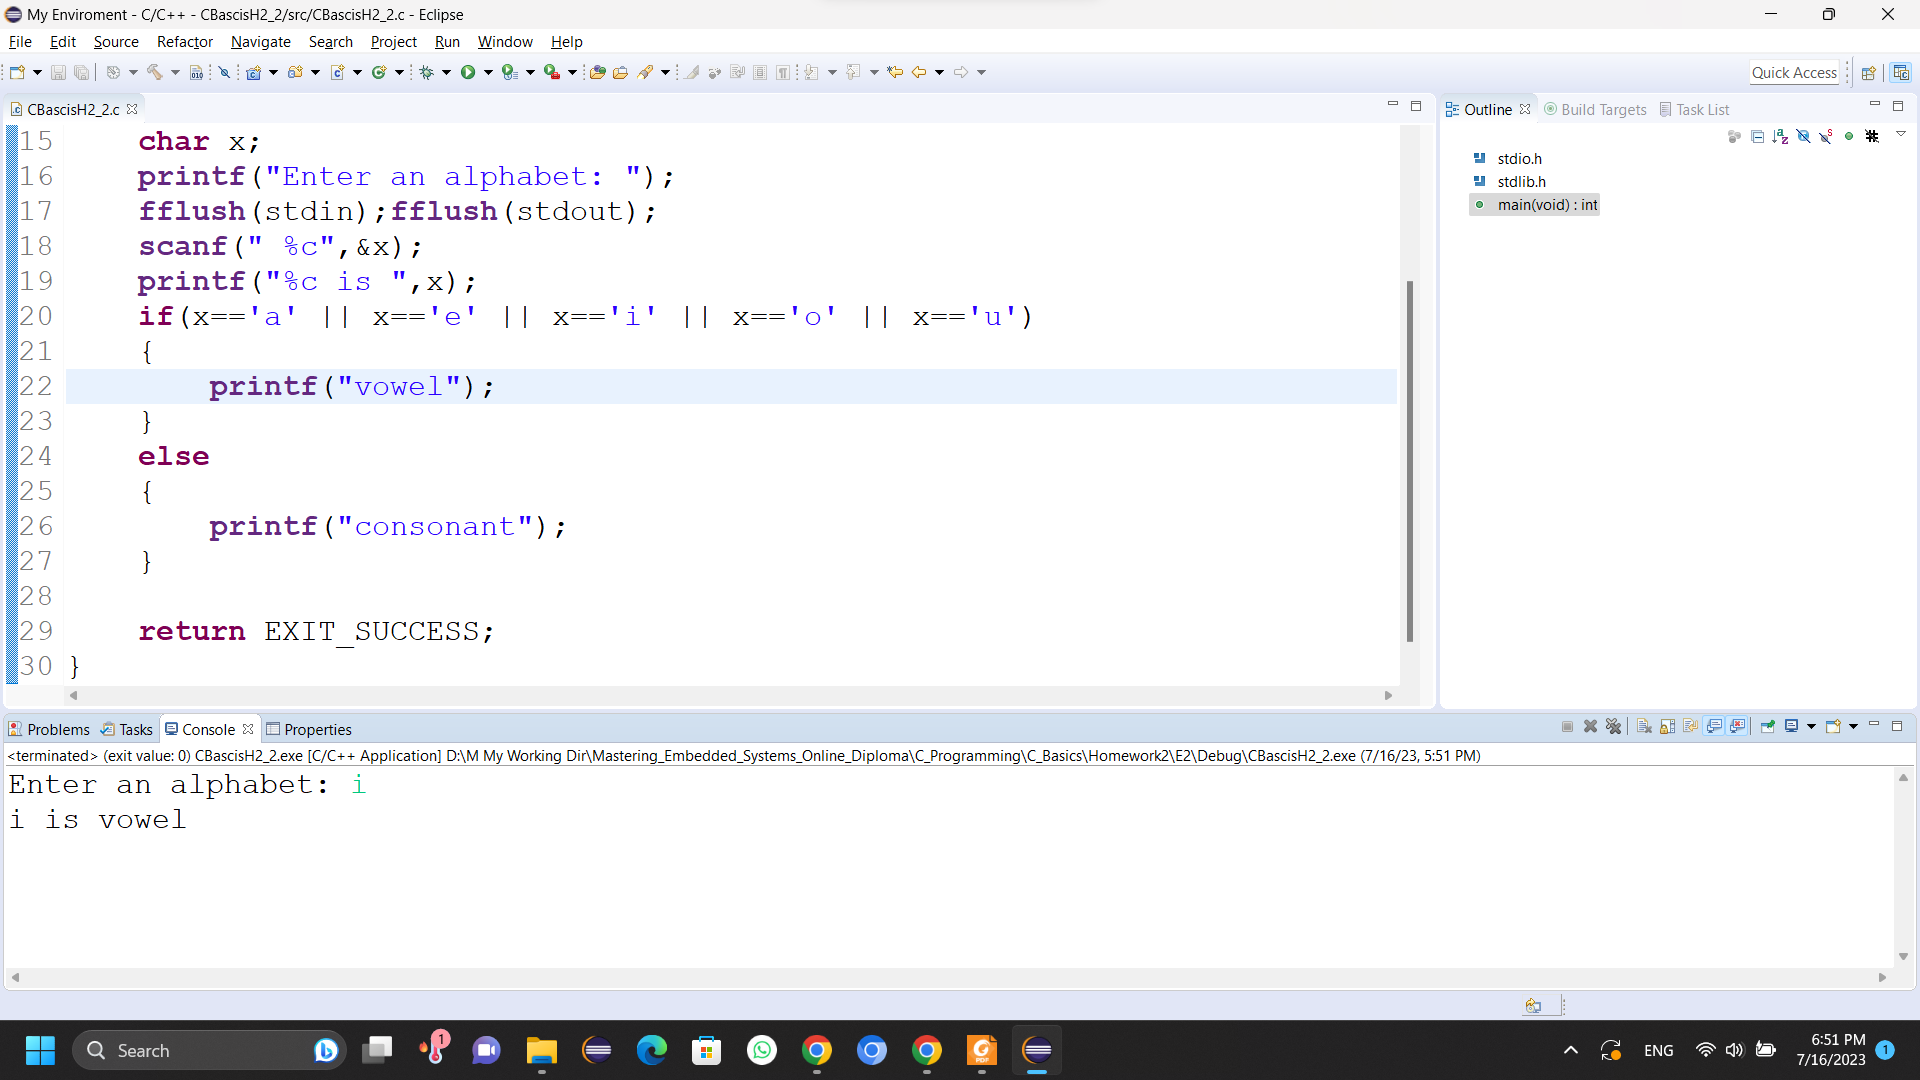 My Enviroment - C/C++ - CBascisH2_2/src/CBascisH2_2.c - Eclipse
File Edit Source Refactor Navigate Search Project Run Window Help
Quick Access
CBascisH2_2.c
15 char x;
16 printf("Enter an alphabet: ");
17 fflush(stdin);fflush(stdout);
18 scanf(" %c",&x);
19 printf("%c is ",x);
20 if(x=='a' || x=='e' || x=='i' || x=='o' || x=='u')
21 {
22 printf("vowel");
23 }
24 else
25 {
26 printf("consonant");
27 }
28
29 return EXIT_SUCCESS;
30 }
Outline Build Targets Task List
stdio.h
stdlib.h
main(void) : int
Problems Tasks Console Properties
<terminated> (exit value: 0) CBascisH2_2.exe [C/C++ Application] D:\M My Working Dir\Mastering_Embedded_Systems_Online_Diploma\C_Programming\C_Basics\Homework2\E2\Debug\CBascisH2_2.exe (7/16/23, 5:51 PM)
Enter an alphabet: i
i is vowel
Search
1
ENG
6:51 PM
7/16/2023
1